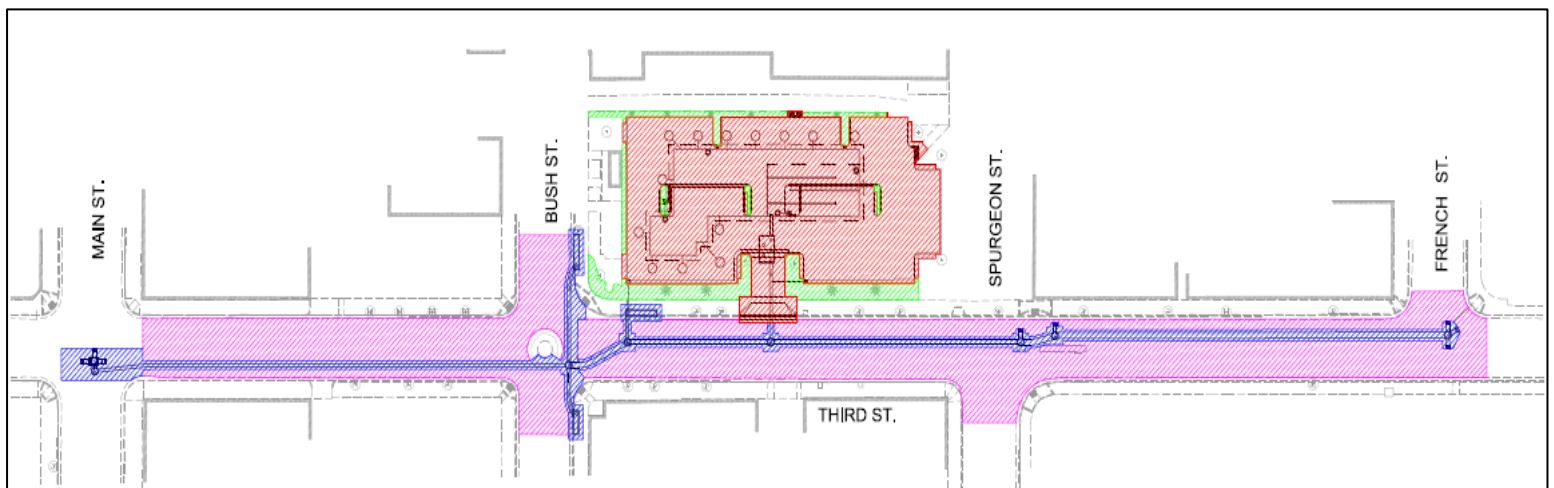 MAIN ST.
BUSH ST.
SPURGEON ST.
FRENCH ST.
THIRD ST.